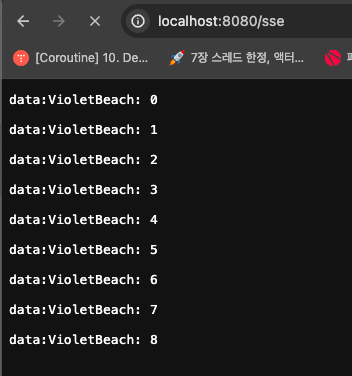 localhost:8080/sse
[Coroutine] 10. De...
7장 스레드 한정, 액터...
data:VioletBeach: 0
data:VioletBeach: 1
data:VioletBeach: 2
data:VioletBeach: 3
data:VioletBeach: 4
data:VioletBeach: 5
data:VioletBeach: 6
data:VioletBeach: 7
data:VioletBeach: 8